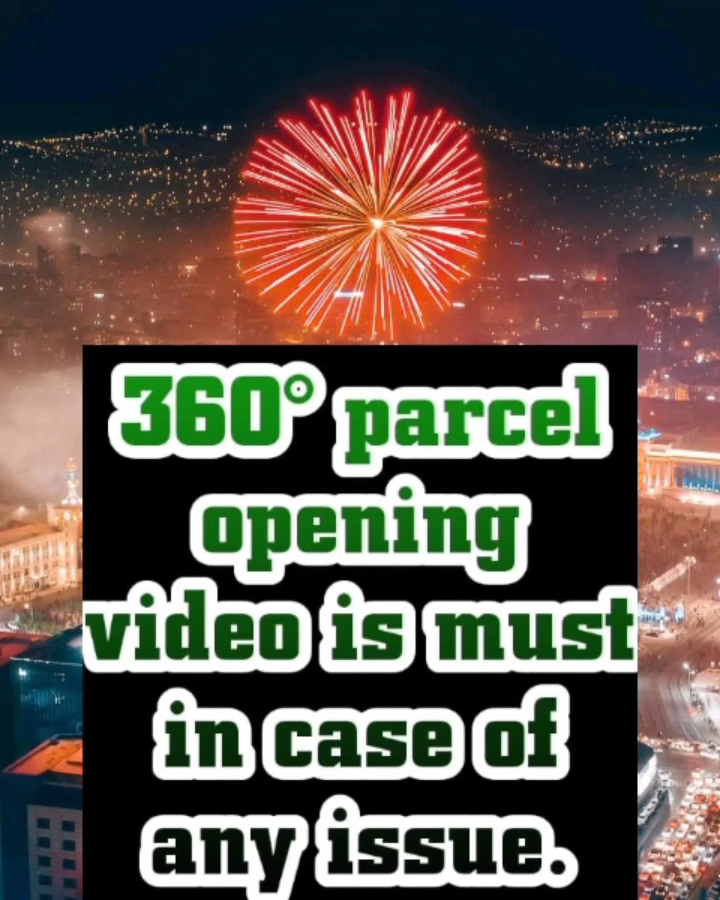 360° parcel
opening
video is must
in case of
any issue.